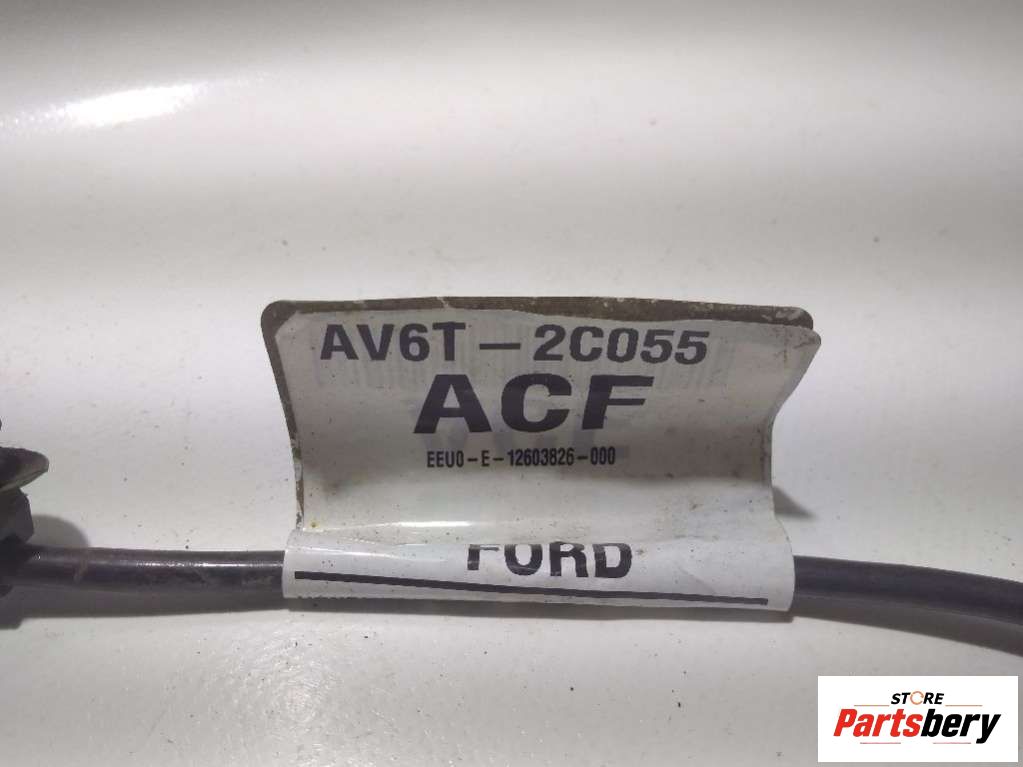 AV6T-2C055
ACF
EEU0-E-12603826-000
FORD
STORE
Partsbery